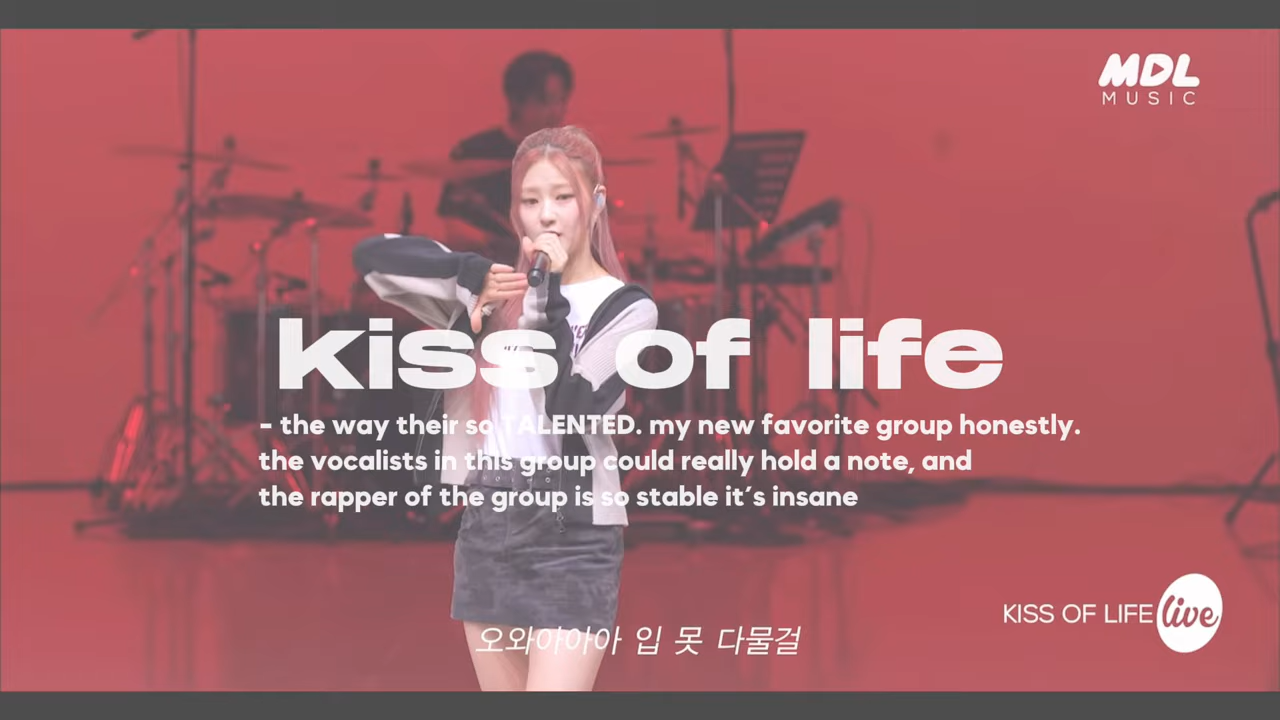 MDL
MUSIC
kiss of life
- the way their so TALENTED. my new favorite group honestly.
the vocalists in this group could really hold a note, and
the rapper of the group is so stable it's insane
KISS OF LIFE live
오와아아아 입 못 다물걸